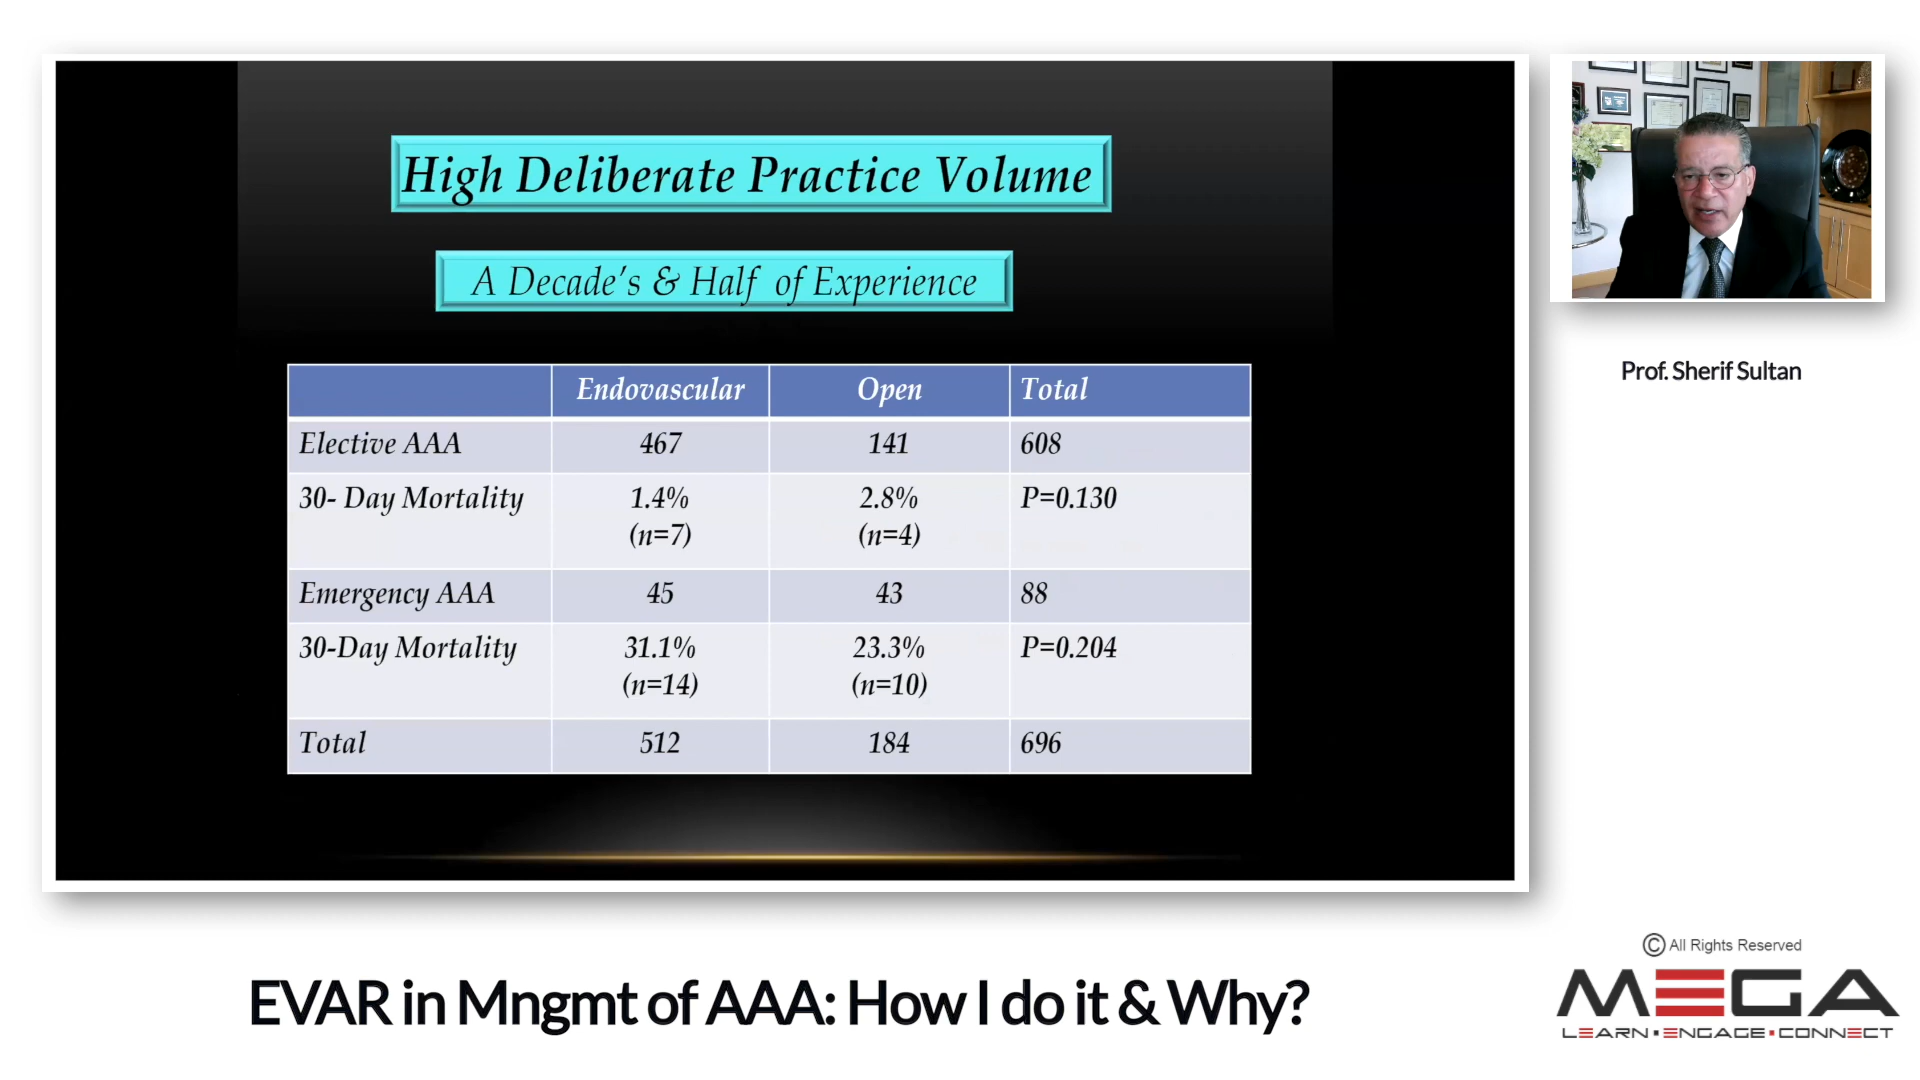 High Deliberate Practice Volume
A Decade's & Half of Experience
Endovascular Open Total
Elective AAA 467 141 608
30- Day Mortality 1.4% 2.8% P=0.130
(n=7) (n=4)
Emergency AAA 45 43 88
30-Day Mortality 31.1% 23.3% P=0.204
(n=14) (n=10)
Total 512 184 696
Prof. Sherif Sultan
EVAR in Mngmt of AAA: How I do it & Why?
© All Rights Reserved
MEGA
LEARN▪ENGAGE▪CONNECT